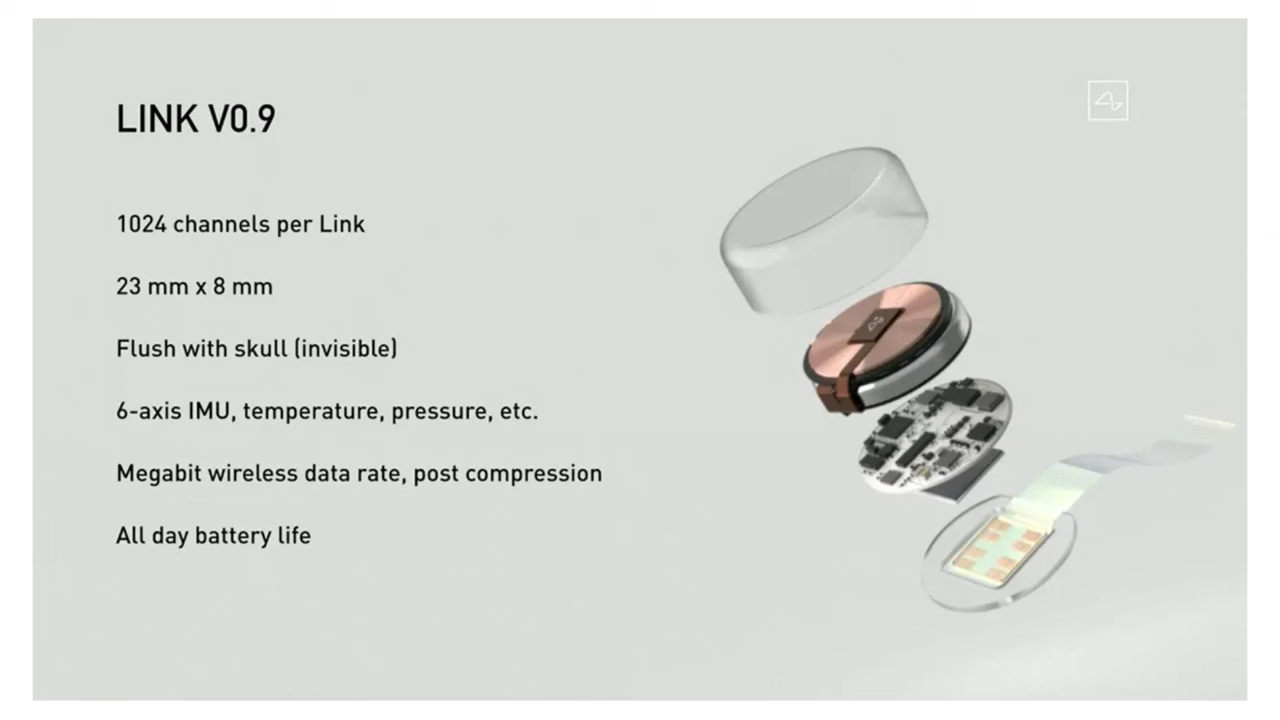 LINK V0.9
1024 channels per Link
23 mm x 8 mm
Flush with skull (invisible)
6-axis IMU, temperature, pressure, etc.
Megabit wireless data rate, post compression
All day battery life